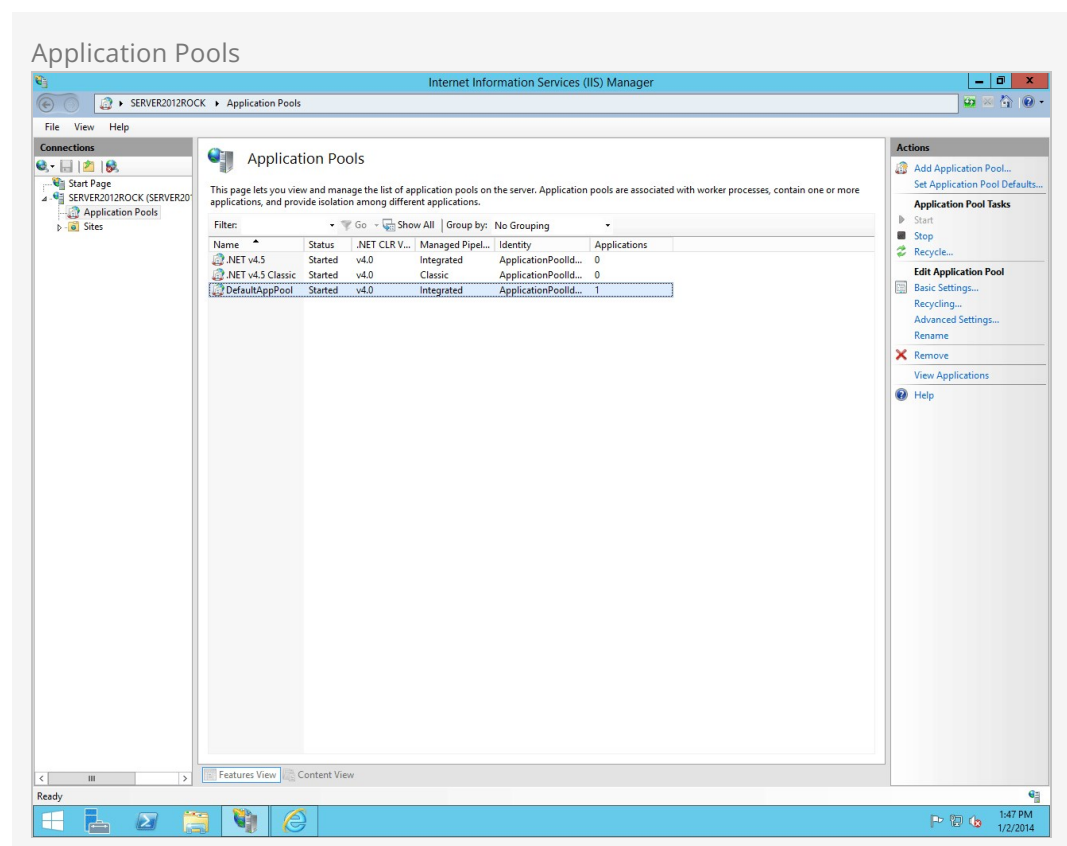 Application Pools
Internet Information Services (IIS) Manager
SERVER2012ROCK Application Pools
File View Help
Connections
Start Page
SERVER2012ROCK (SERVER20
Application Pools
Sites
Application Pools
This page lets you view and manage the list of application pools on the server. Application pools are associated with worker processes, contain one or more
applications, and provide isolation among different applications.
Filter: Go Show All Group by: No Grouping
Name Status .NET CLR V... Managed Pipel... Identity Applications
.NET v4.5 Started v4.0 Integrated ApplicationPoolId... 0
.NET v4.5 Classic Started v4.0 Classic ApplicationPoolId... 0
DefaultAppPool Started v4.0 Integrated ApplicationPoolId... 1
Actions
Add Application Pool...
Set Application Pool Defaults...
Application Pool Tasks
Start
Stop
Recycle...
Edit Application Pool
Basic Settings...
Recycling...
Advanced Settings...
Rename
Remove
View Applications
Help
Features View Content View
Ready
1:47 PM
1/2/2014